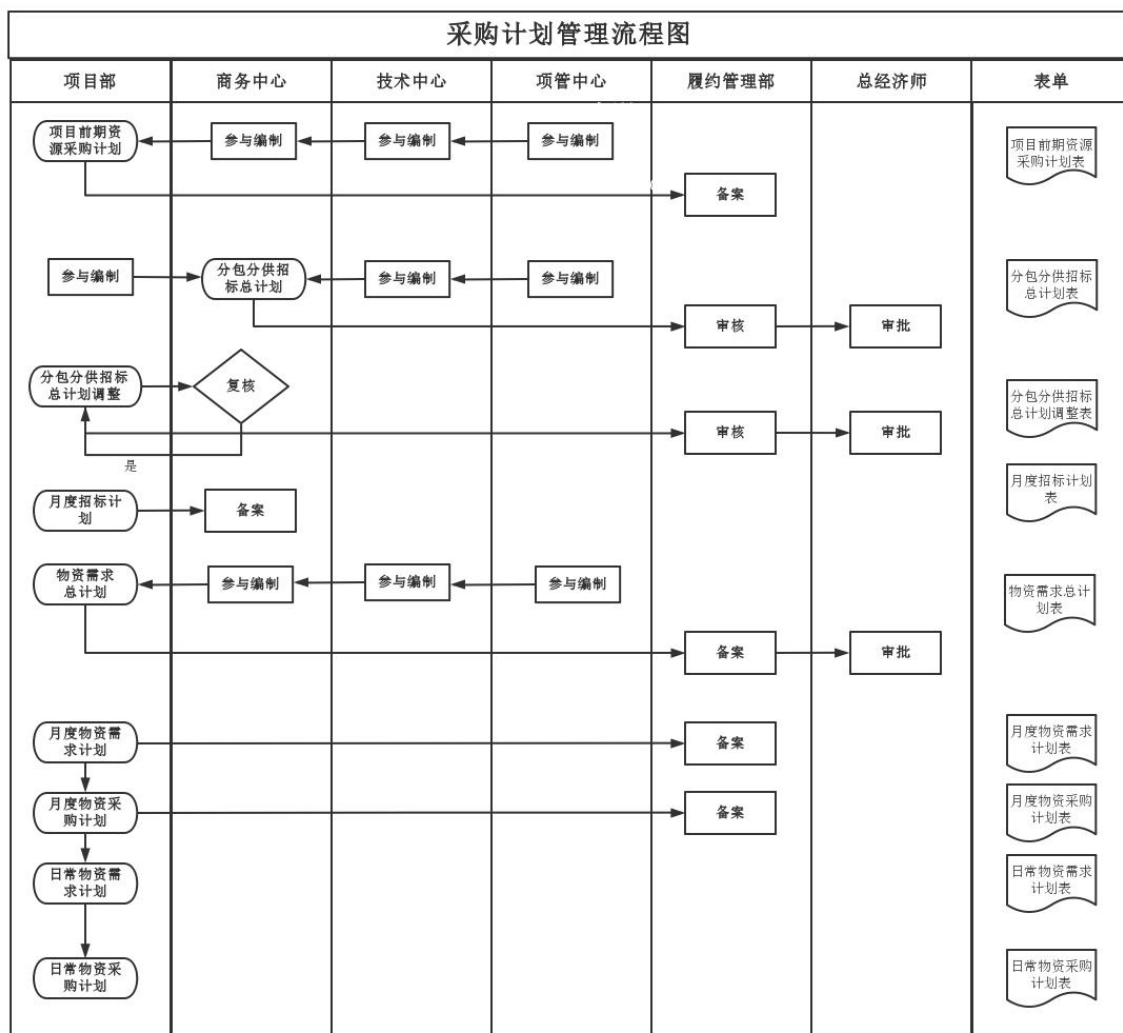 采购计划管理流程图
项目部
商务中心
技术中心
项管中心
履约管理部
总经济师
表单
项目前期资
源采购计划
参与编制
参与编制
参与编制
项目前期资源
采购计划表
备案
参与编制
分包分供招
标总计划
参与编制
参与编制
分包分供招标
总计划表
审核
审批
分包分供招标
总计划调整
复核
分包分供招标
总计划调整表
审核
审批
是
月度招标计
划
备案
月度招标计划
表
物资需求
总计划
参与编制
参与编制
参与编制
物资需求总计
划表
备案
审批
月度物资需
求计划
备案
月度物资需求
计划表
月度物资采
购计划
备案
月度物资采购
计划表
日常物资需
求计划
日常物资需求
计划表
日常物资采
购计划
日常物资采购
计划表